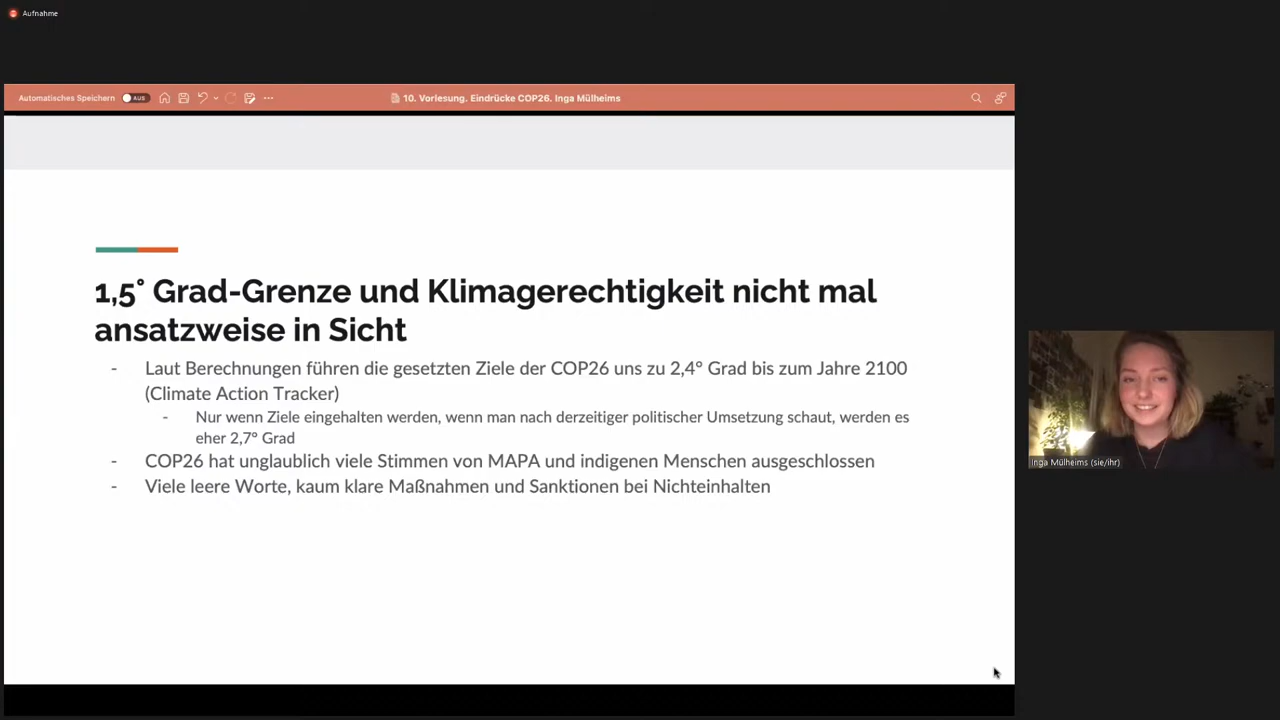 Aufnahme
Automatisches Speichern AUS
10. Vorlesung. Eindrücke COP26. Inga Mülheims
1,5° Grad-Grenze und Klimagerechtigkeit nicht mal
ansatzweise in Sicht
- Laut Berechnungen führen die gesetzten Ziele der COP26 uns zu 2,4° Grad bis zum Jahre 2100
(Climate Action Tracker)
- Nur wenn Ziele eingehalten werden, wenn man nach derzeitiger politischer Umsetzung schaut, werden es
eher 2,7° Grad
- COP26 hat unglaublich viele Stimmen von MAPA und indigenen Menschen ausgeschlossen
- Viele leere Worte, kaum klare Maßnahmen und Sanktionen bei Nichteinhalten
Inga Mülheims (sie/ihr)